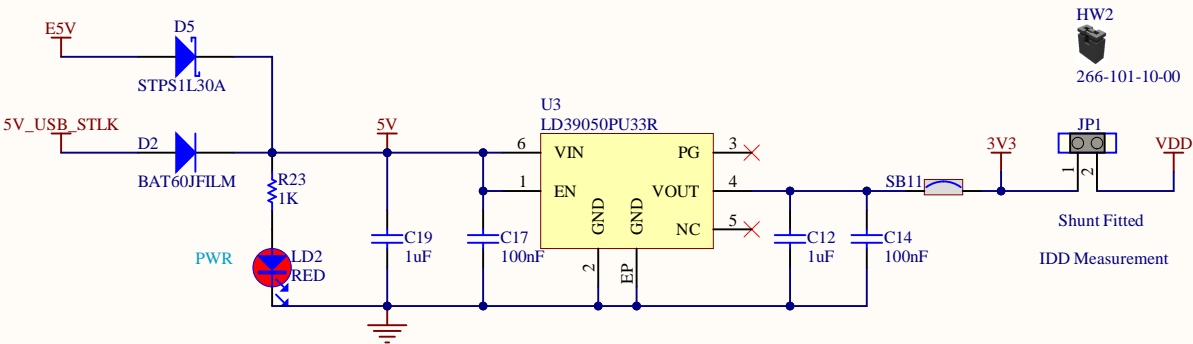 HW2
266-101-10-00
E5V
D5
STPS1L30A
5V_USB_STLK
D2
BAT60JFILM
R23
1K
PWR
LD2
RED
5V
C19
1uF
C17
100nF
U3
LD39050PU33R
6 VIN
1 EN
PG 3
VOUT 4
NC 5
GND
GND
2
EP
C12
1uF
C14
100nF
SB11
3V3
JP1
1
2
VDD
Shunt Fitted
IDD Measurement